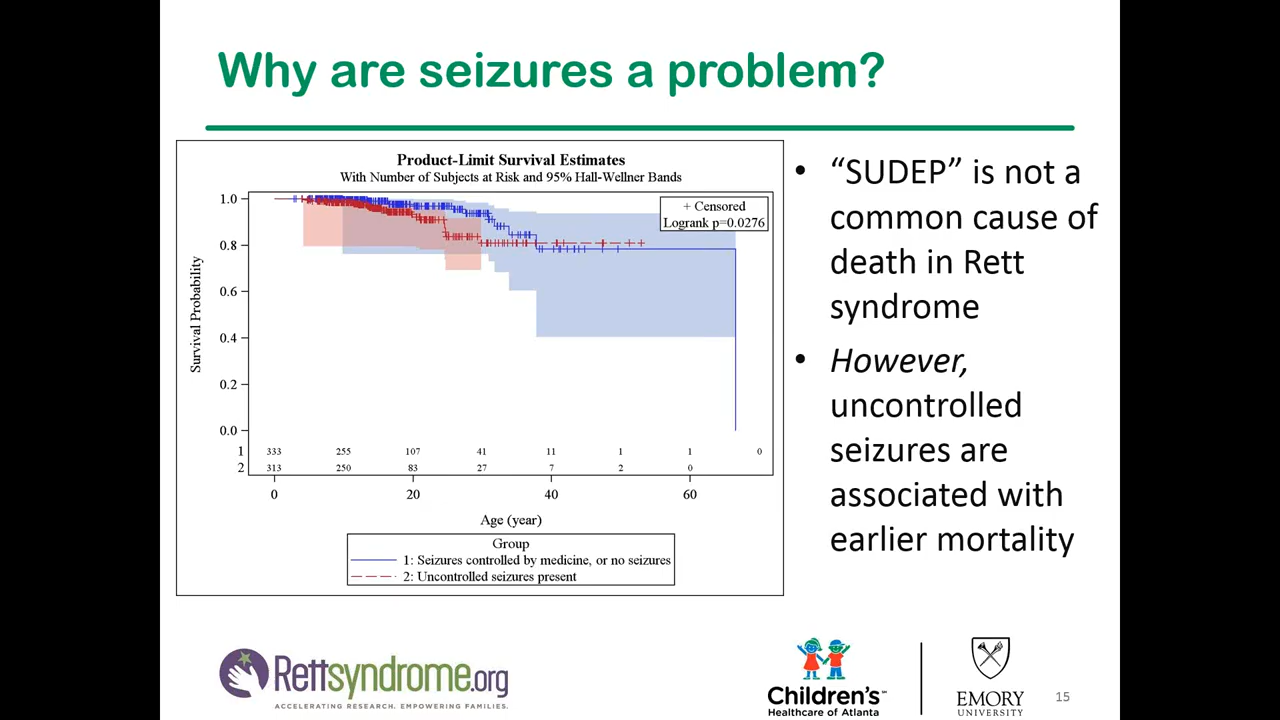 Why are seizures a problem?
Product-Limit Survival Estimates
With Number of Subjects at Risk and 95% Hall-Wellner Bands
+ Censored
Logrank p=0.0276
Survival Probability
1.0
0.8
0.6
0.4
0.2
0.0
1 333 255 107 41 11 1 1 0
2 313 250 83 27 7 2 0
0 20 40 60
Age (year)
Group
1: Seizures controlled by medicine, or no seizures
2: Uncontrolled seizures present
• “SUDEP” is not a
common cause of
death in Rett
syndrome
• However,
uncontrolled
seizures are
associated with
earlier mortality
Rettsyndrome.org
ACCELERATING RESEARCH. EMPOWERING FAMILIES.
Children's™
Healthcare of Atlanta
EMORY
UNIVERSITY
15